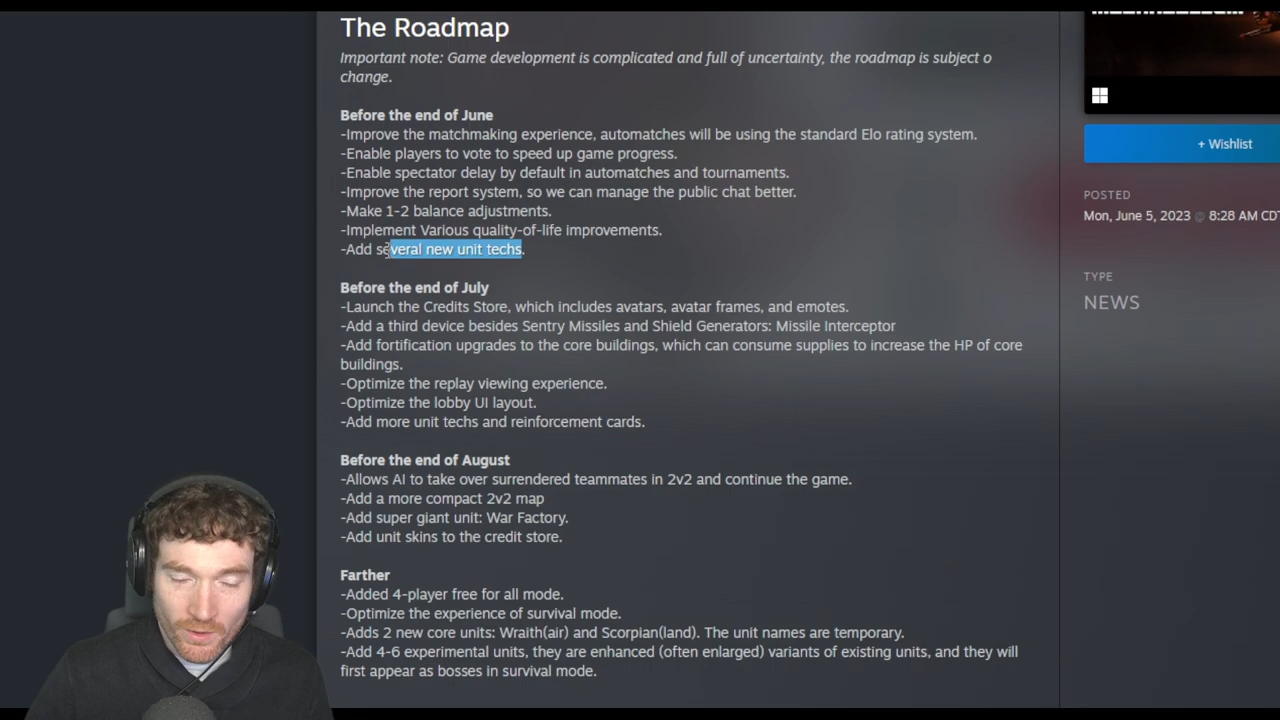 The Roadmap
Important note: Game development is complicated and full of uncertainty, the roadmap is subject o
change.
Before the end of June
-Improve the matchmaking experience, automatches will be using the standard Elo rating system.
-Enable players to vote to speed up game progress.
-Enable spectator delay by default in automatches and tournaments.
-Improve the report system, so we can manage the public chat better.
-Make 1-2 balance adjustments.
-Implement Various quality-of-life improvements.
-Add several new unit techs.
Before the end of July
-Launch the Credits Store, which includes avatars, avatar frames, and emotes.
-Add a third device besides Sentry Missiles and Shield Generators: Missile Interceptor
-Add fortification upgrades to the core buildings, which can consume supplies to increase the HP of core
buildings.
-Optimize the replay viewing experience.
-Optimize the lobby UI layout.
-Add more unit techs and reinforcement cards.
Before the end of August
-Allows AI to take over surrendered teammates in 2v2 and continue the game.
-Add a more compact 2v2 map
-Add super giant unit: War Factory.
-Add unit skins to the credit store.
Farther
-Added 4-player free for all mode.
-Optimize the experience of survival mode.
-Adds 2 new core units: Wraith(air) and Scorpian(land). The unit names are temporary.
-Add 4-6 experimental units, they are enhanced (often enlarged) variants of existing units, and they will
first appear as bosses in survival mode.
+ Wishlist
POSTED
Mon, June 5, 2023 @ 8:28 AM CD
TYPE
NEWS